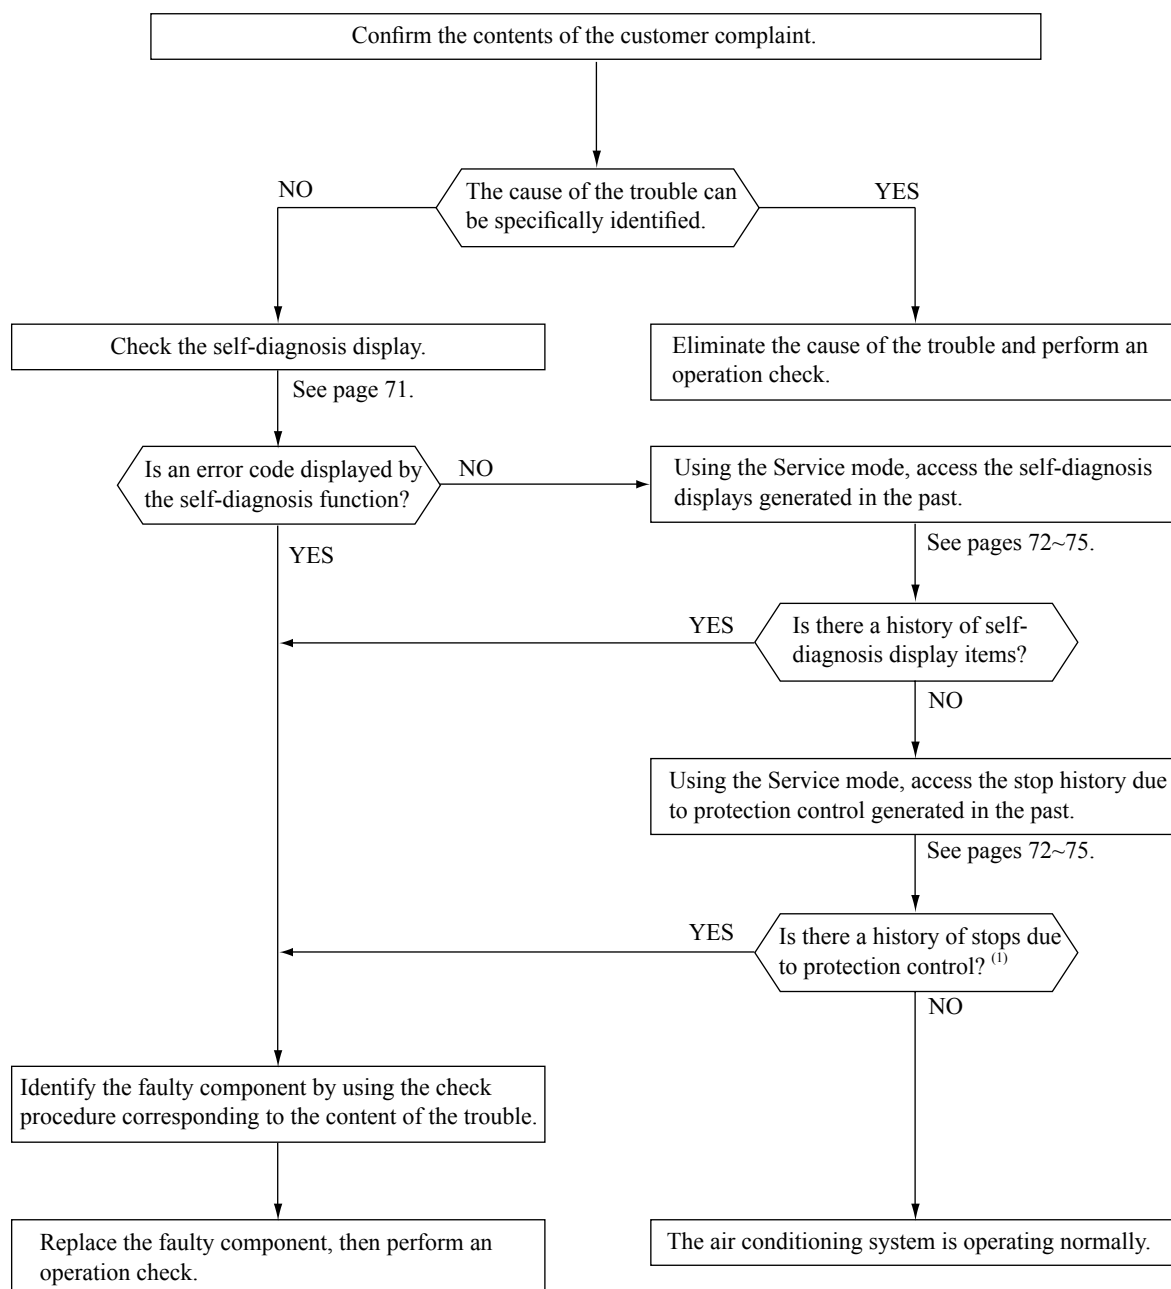 Confirm the contents of the customer complaint.
NO
The cause of the trouble can
be specifically identified.
YES
Check the self-diagnosis display.
See page 71.
Eliminate the cause of the trouble and perform an
operation check.
Is an error code displayed by
the self-diagnosis function?
NO
YES
Using the Service mode, access the self-diagnosis
displays generated in the past.
See pages 72~75.
YES
Is there a history of self-
diagnosis display items?
NO
Using the Service mode, access the stop history due
to protection control generated in the past.
See pages 72~75.
YES
Is there a history of stops due
to protection control? (1)
NO
Identify the faulty component by using the check
procedure corresponding to the content of the trouble.
Replace the faulty component, then perform an
operation check.
The air conditioning system is operating normally.